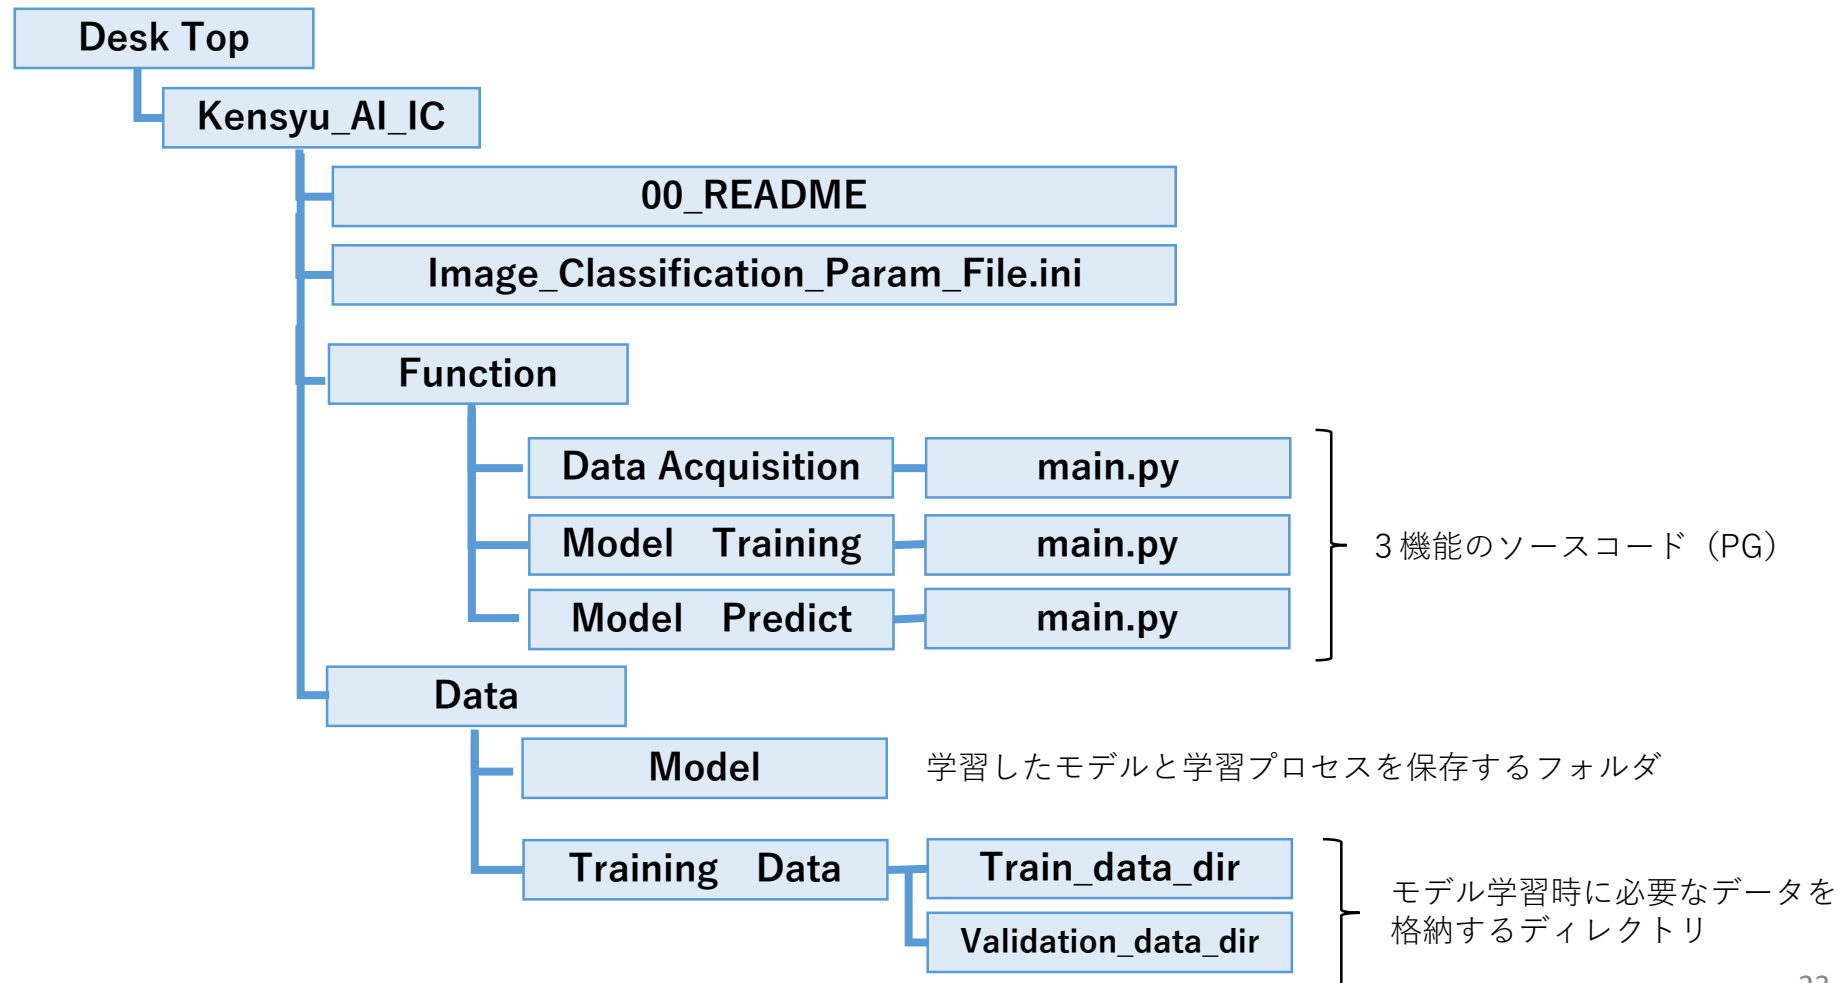 Desk Top
Kensyu_AI_IC
00_README
Image_Classification_Param_File.ini
Function
Data Acquisition
main.py
Model　Training
main.py
３機能のソースコード（PG）
Model　Predict
main.py
Data
Model
学習したモデルと学習プロセスを保存するフォルダ
Training　Data
Train_data_dir
Validation_data_dir
モデル学習時に必要なデータを
格納するディレクトリ